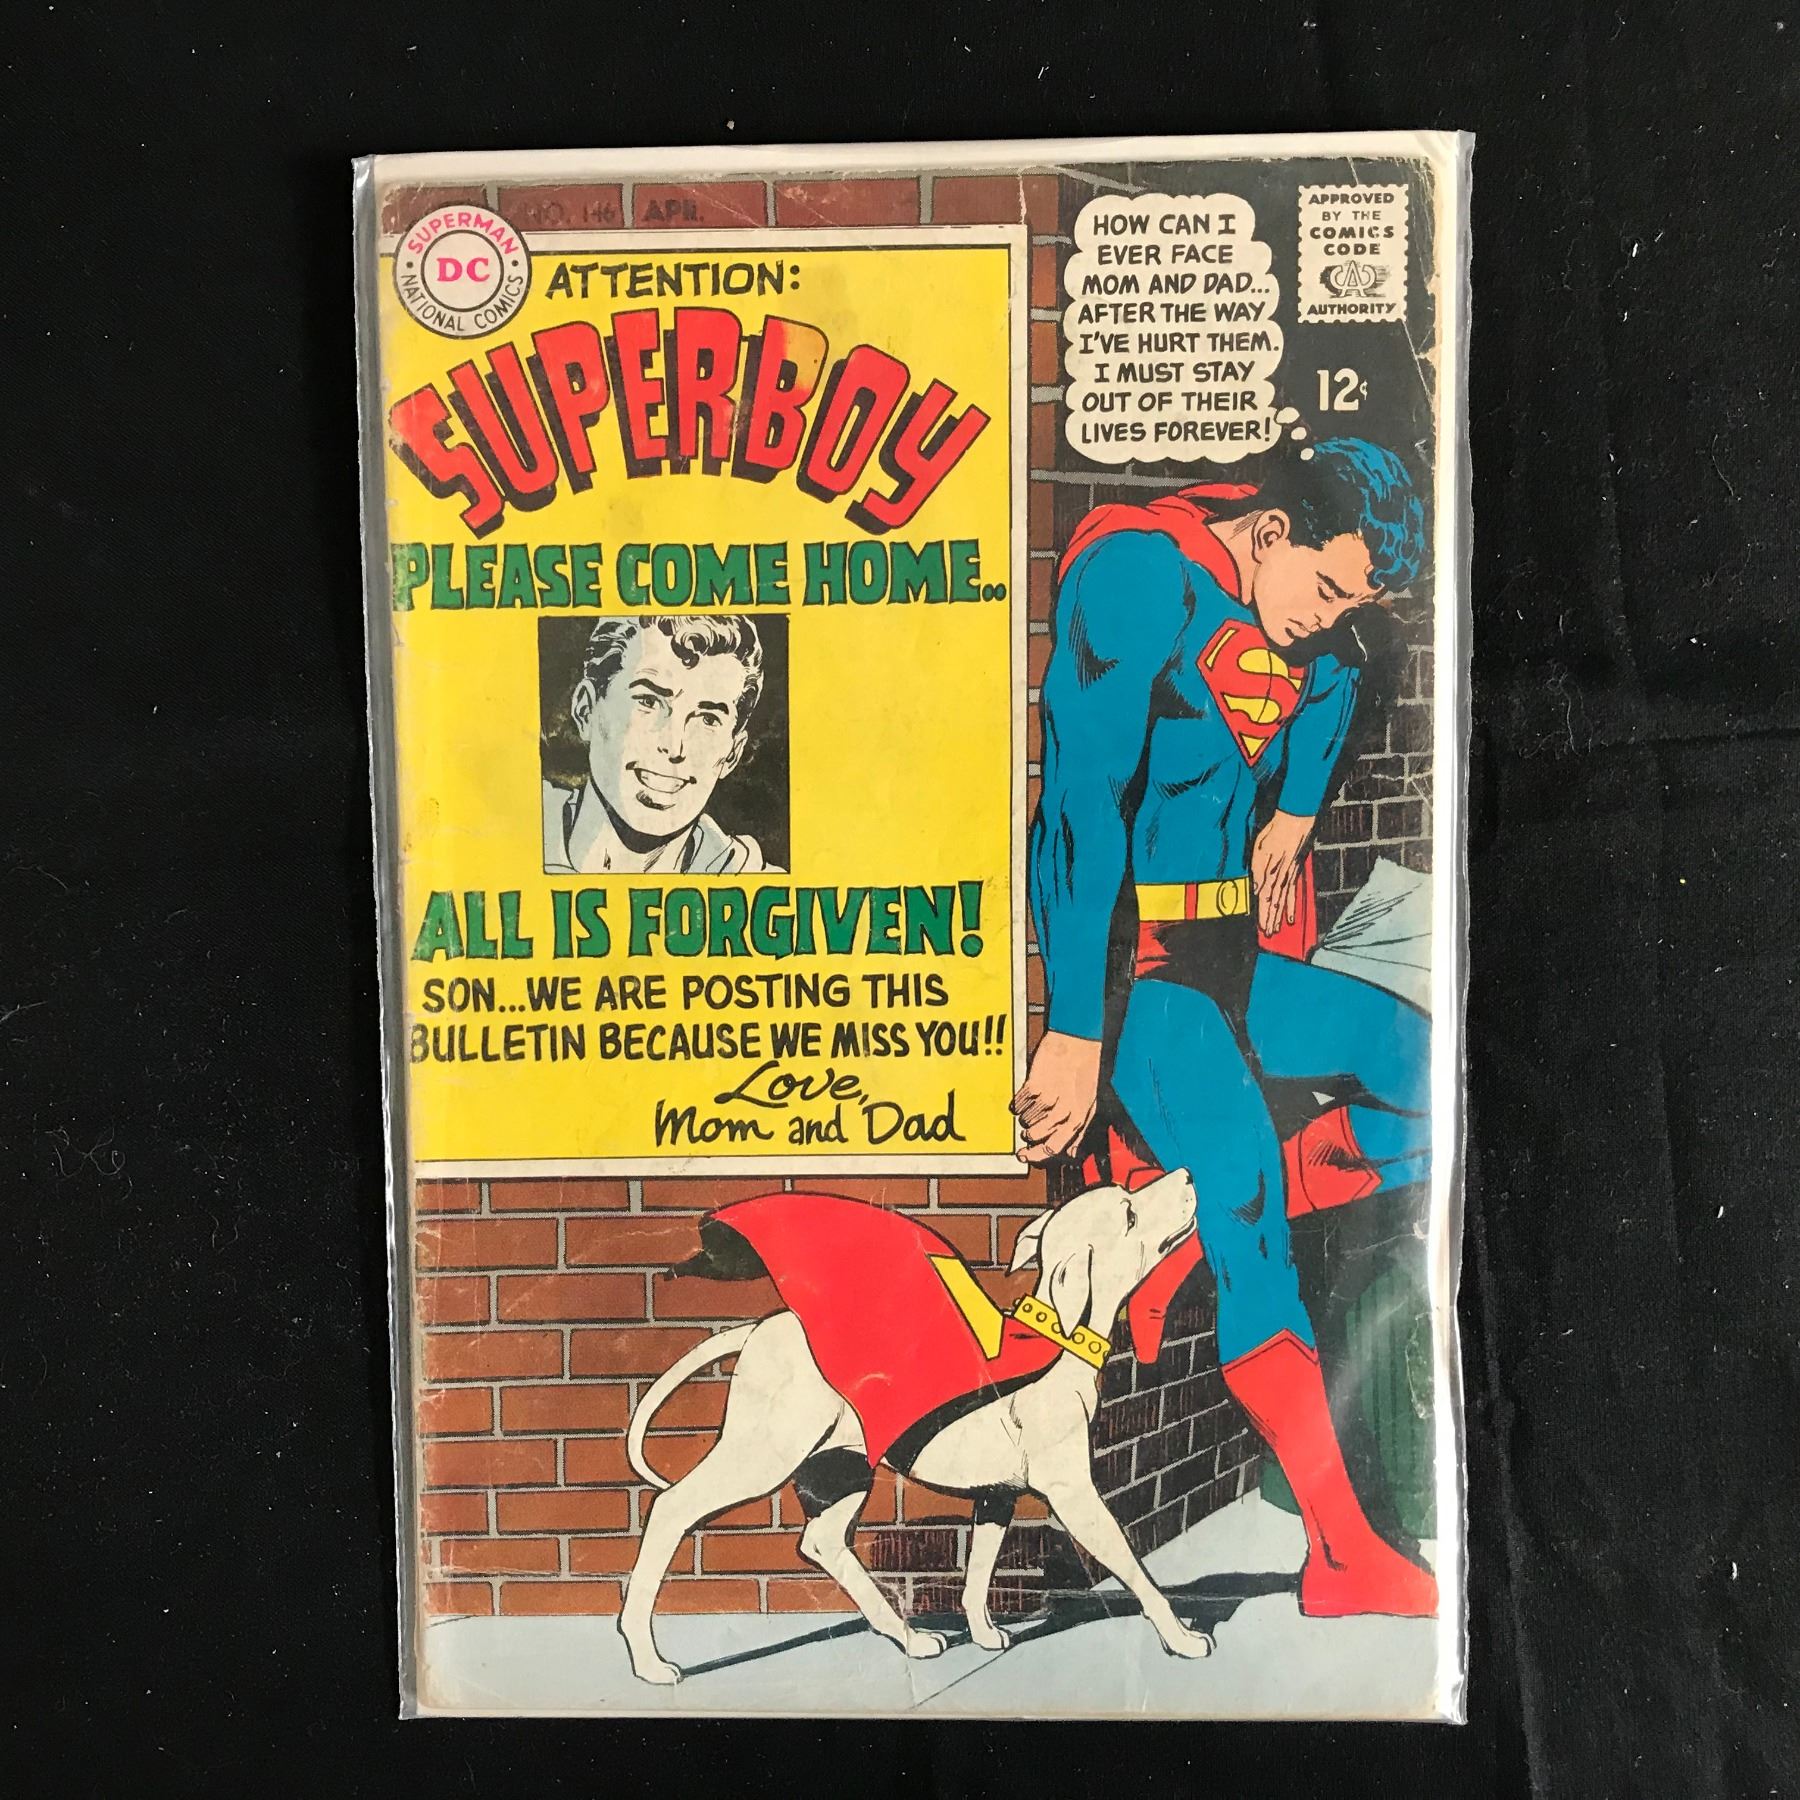 NO. 146 APR.
SUPERMAN
DC
NATIONAL COMICS
ATTENTION:
SUPERBOY
PLEASE COME HOME..
ALL IS FORGIVEN!
SON...WE ARE POSTING THIS
BULLETIN BECAUSE WE MISS YOU!!
Love,
Mom and Dad
HOW CAN I
EVER FACE
MOM AND DAD...
AFTER THE WAY
I'VE HURT THEM.
I MUST STAY
OUT OF THEIR
LIVES FOREVER!
APPROVED
BY THE
COMICS
CODE
CA
AUTHORITY
12¢
S